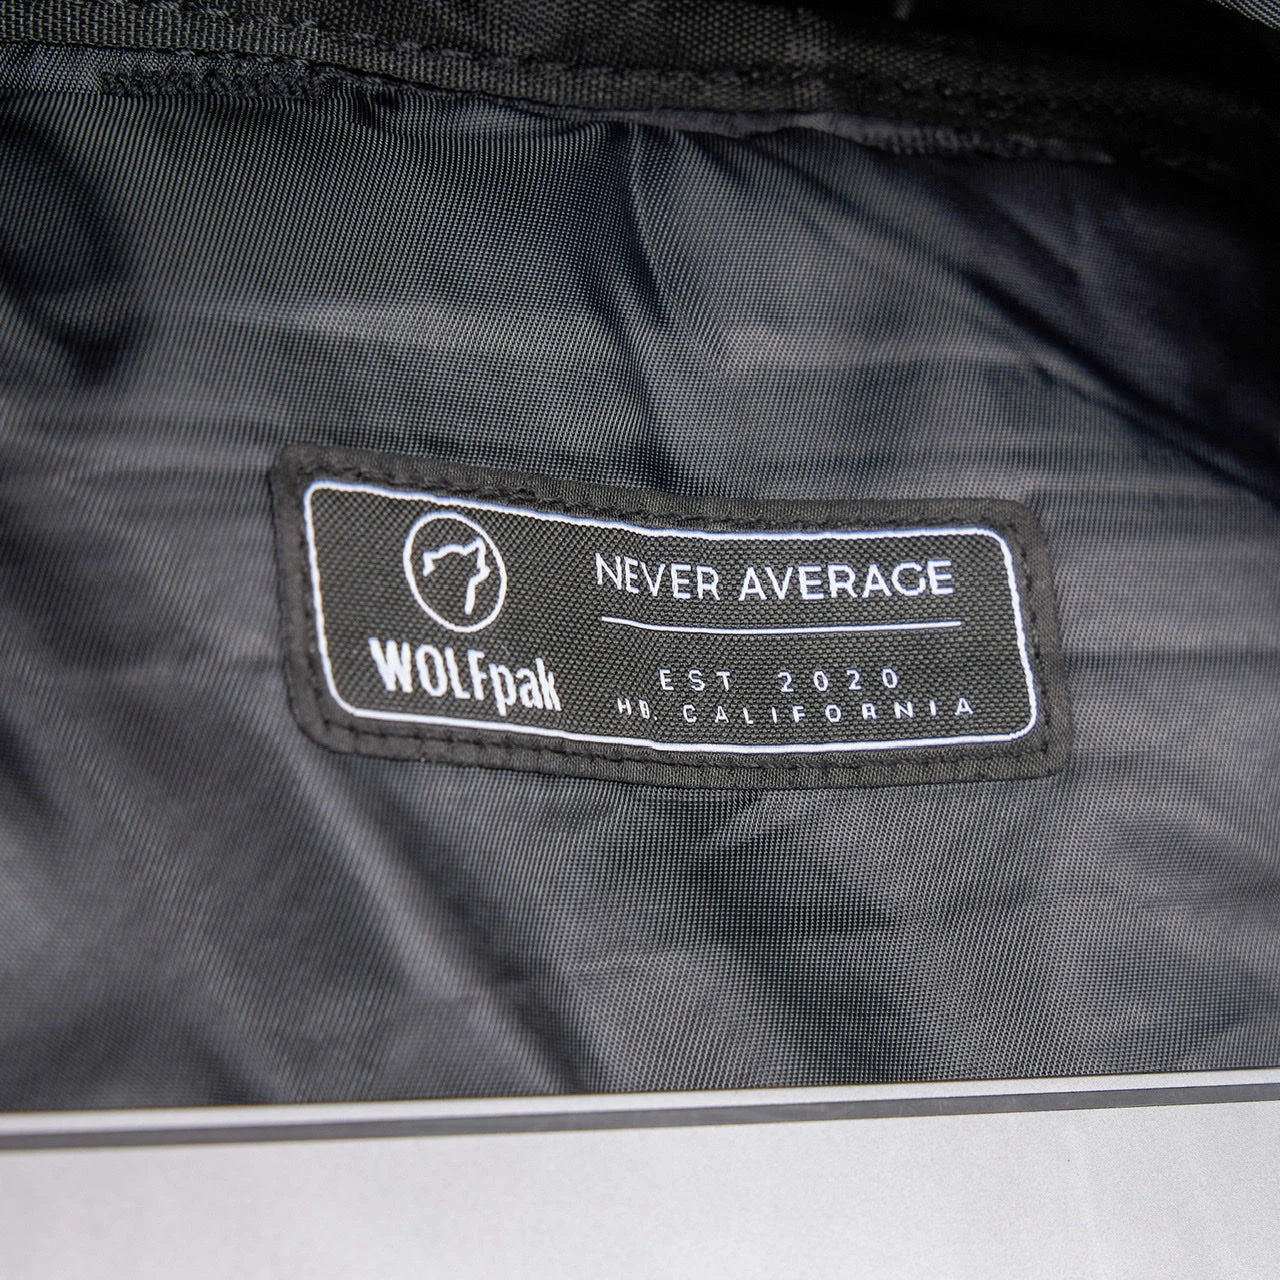 WOLFpak
NEVER AVERAGE
EST 2020
HB, CALIFORNIA